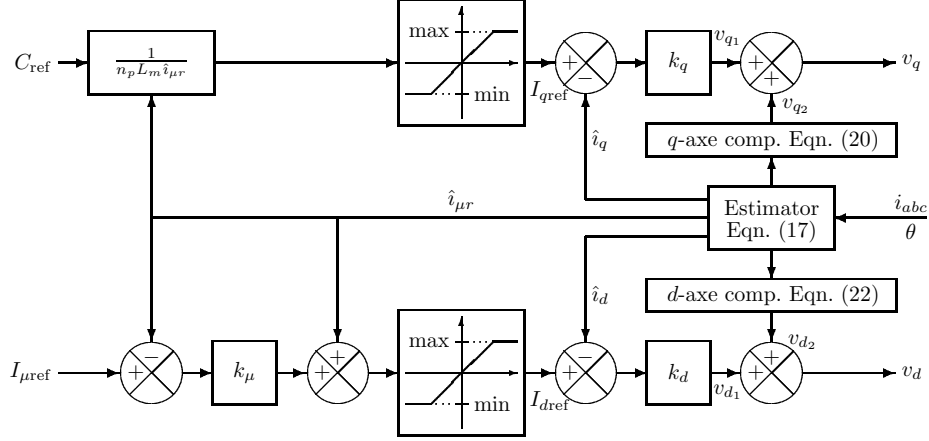 C_ref
1 / n_p L_m î_μr
max
min
I_qref
+
−
k_q
v_q1
+
+
v_q
v_q2
q-axe comp. Eqn. (20)
î_q
î_μr
Estimator
Eqn. (17)
i_abc
θ
î_d
d-axe comp. Eqn. (22)
I_μref
+
−
k_μ
+
+
max
min
I_dref
+
−
k_d
v_d1
+
+
v_d2
v_d